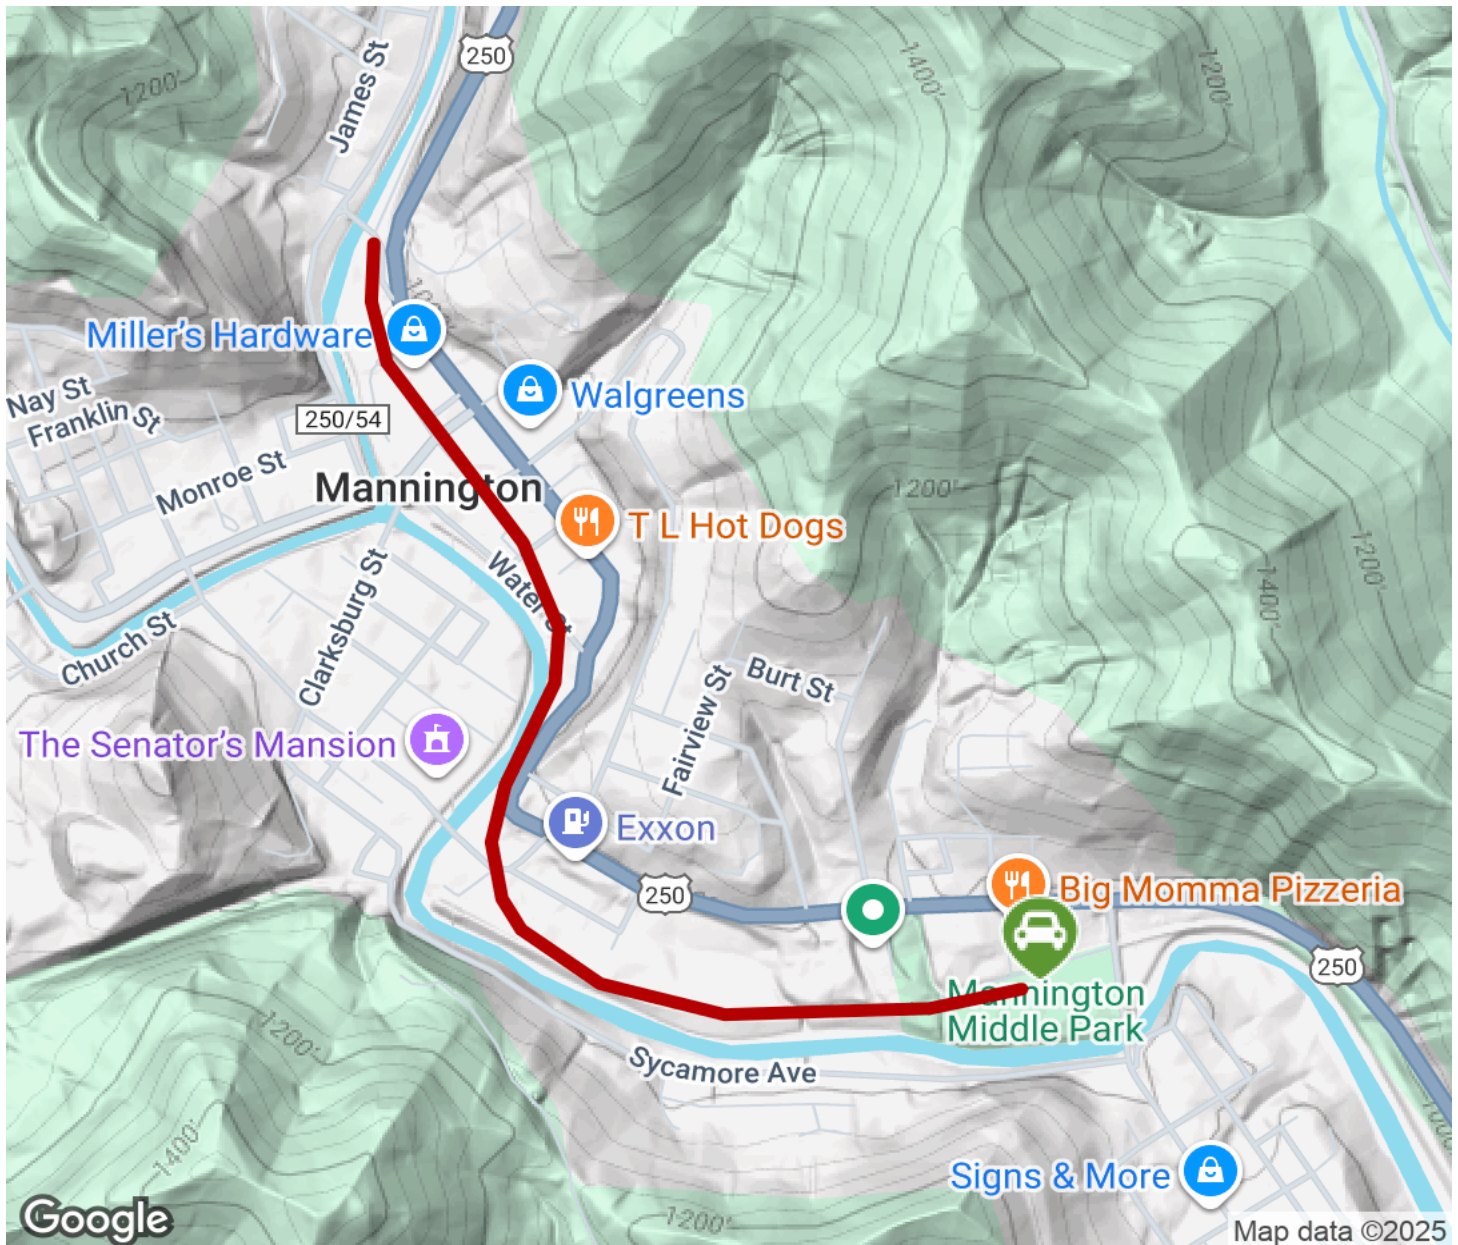 250
1400'
1200'
James St
1200'
1000'
Miller's Hardware
Walgreens
Nay St
Franklin St
250/54
Monroe St
Mannington
1200'
T L Hot Dogs
1200'
1400'
Water St
Clarksburg St
Church St
Burt St
Fairview St
The Senator's Mansion
Exxon
250
Big Momma Pizzeria
250
Mannington
Middle Park
1200'
Sycamore Ave
1000'
1400'
Signs & More
1200'
Google
Map data ©2025